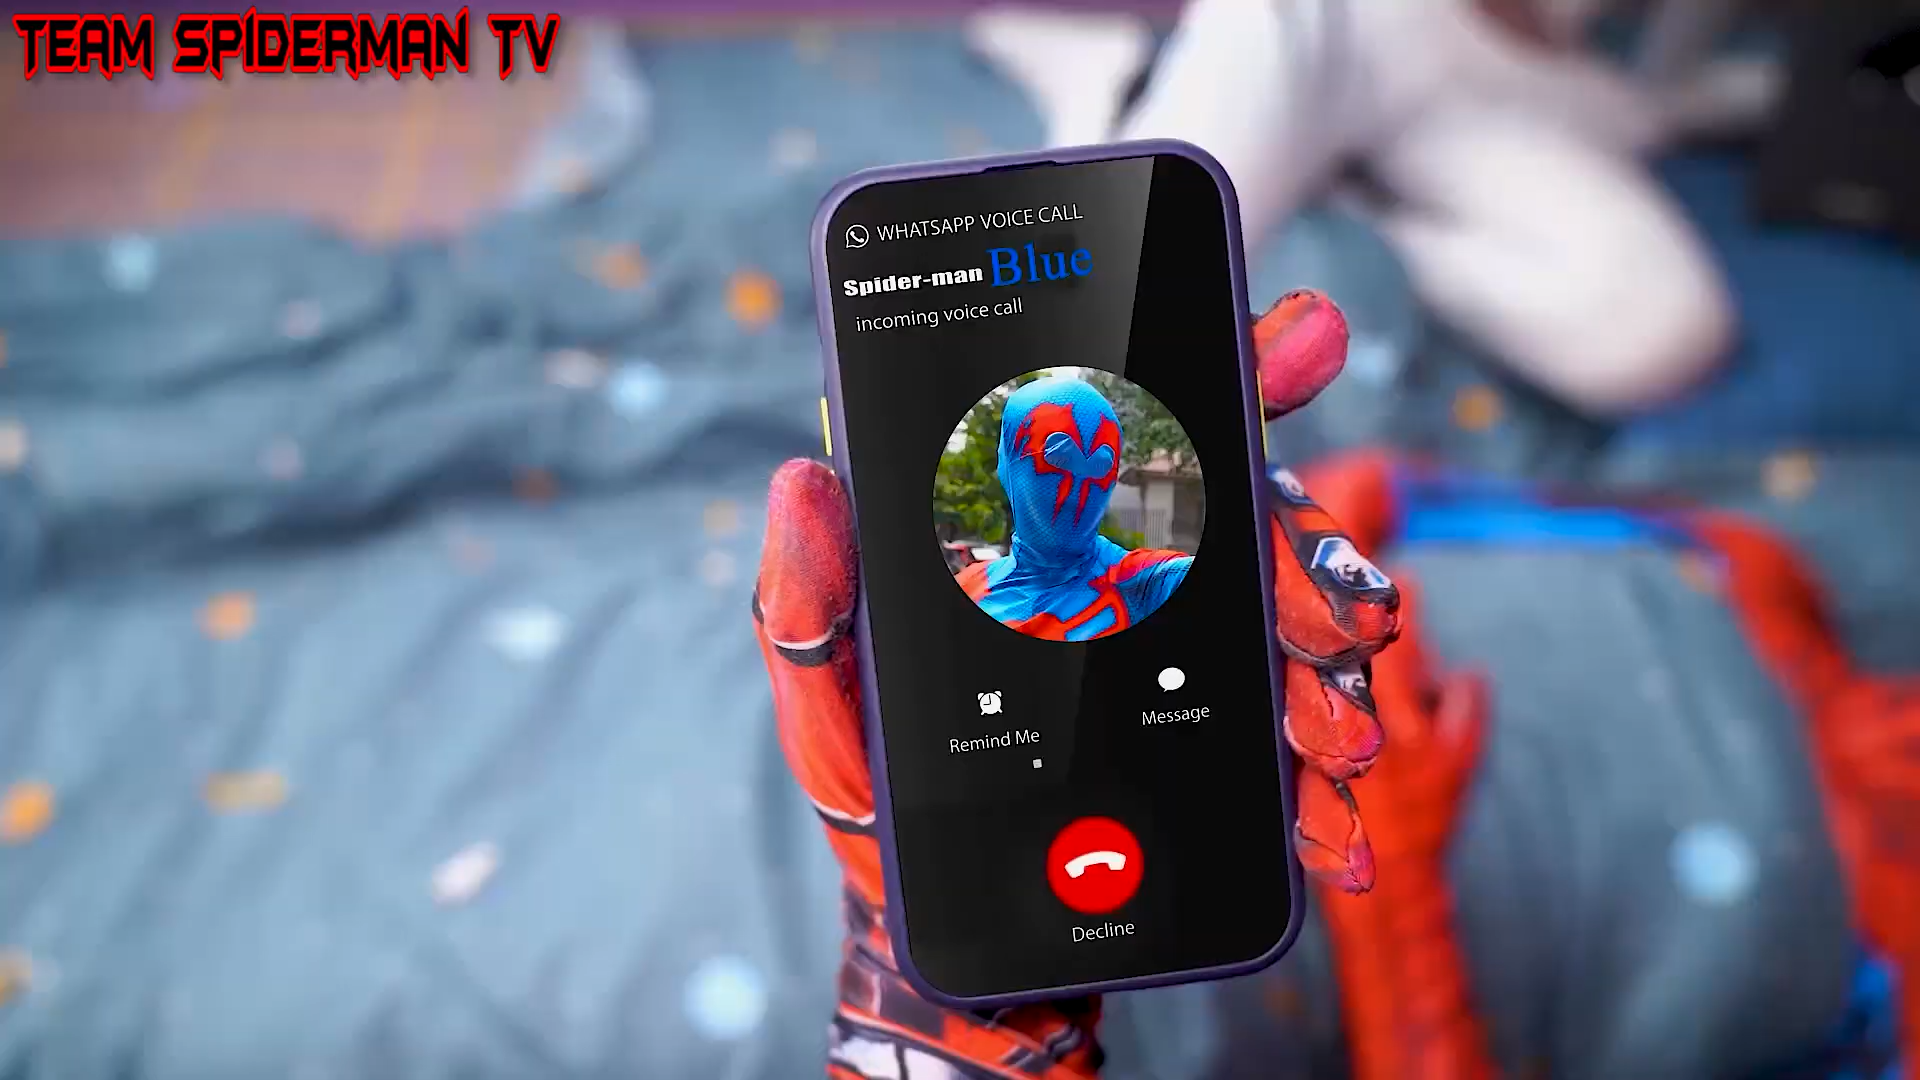 TEAM SPIDERMAN TV
WHATSAPP VOICE CALL
Spider-man Blue
incoming voice call
Remind Me
Message
Decline